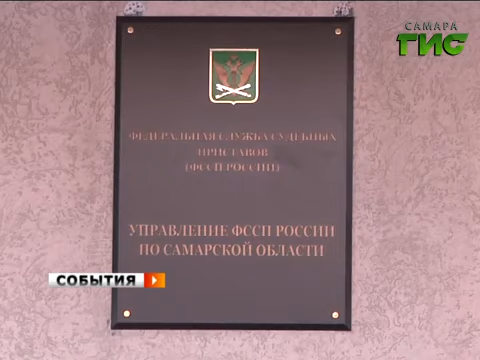 САМАРА
ГИС
ФЕДЕРАЛЬНАЯ СЛУЖБА СУДЕБНЫХ
ПРИСТАВОВ
(ФССП РОССИИ)
УПРАВЛЕНИЕ ФССП РОССИИ
ПО САМАРСКОЙ ОБЛАСТИ
СОБЫТИЯ